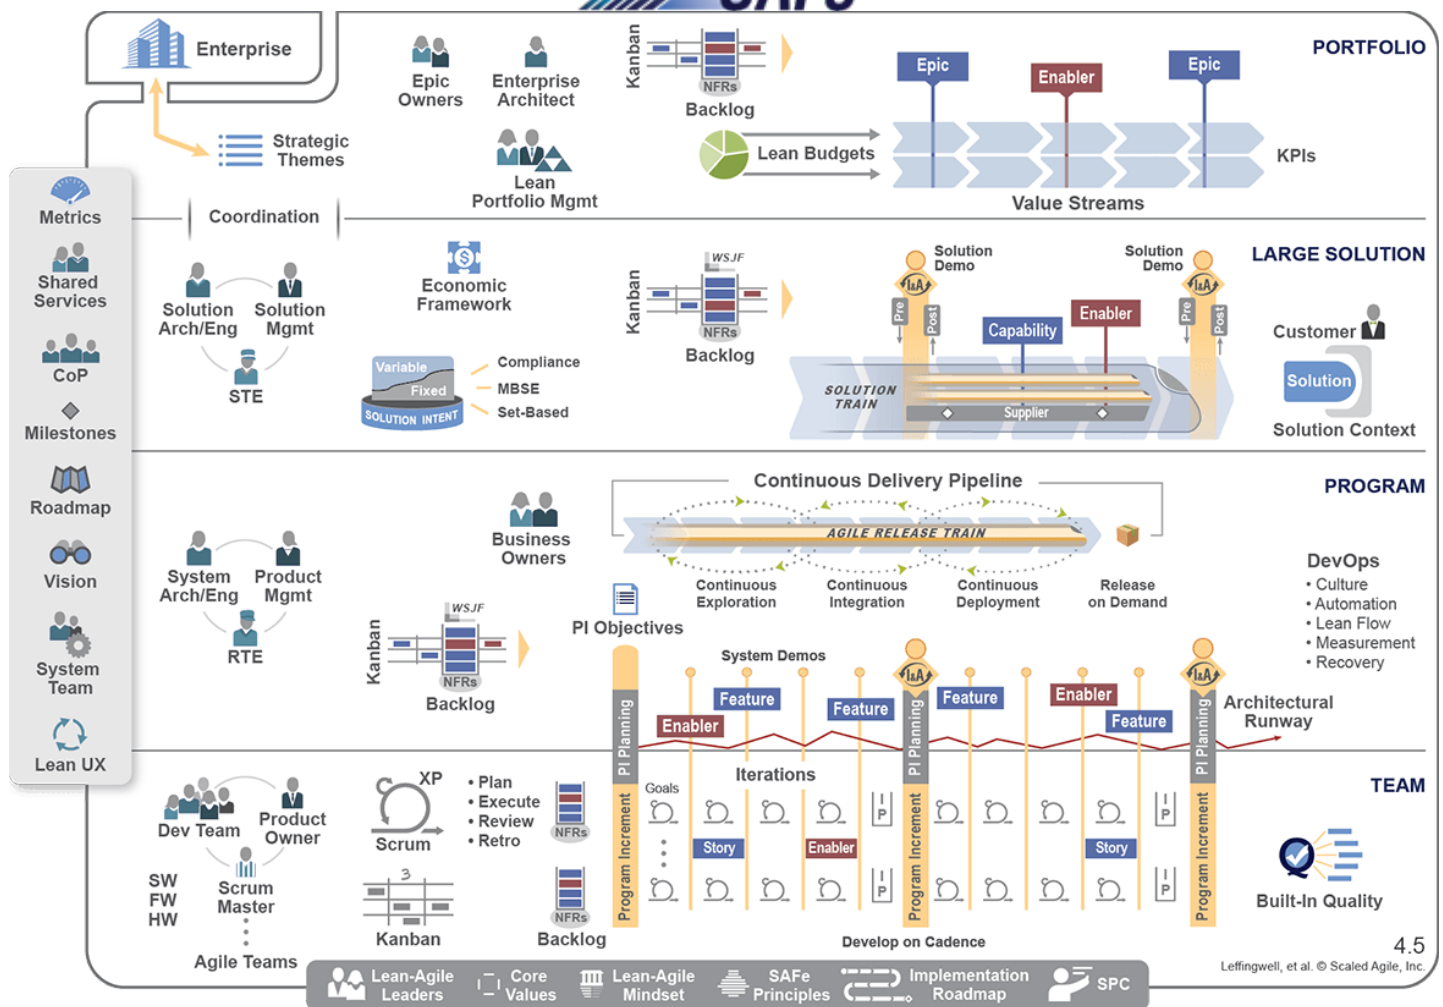 SAFe
Enterprise
Epic
Owners
Enterprise
Architect
Kanban
NFRs
Backlog
Epic
Enabler
Epic
PORTFOLIO
Strategic
Themes
Lean
Portfolio Mgmt
Lean Budgets
KPIs
Value Streams
Metrics
Shared
Services
CoP
Milestones
Roadmap
Vision
System
Team
Lean UX
Coordination
Solution
Arch/Eng
Solution
Mgmt
STE
Economic
Framework
Variable
Fixed
SOLUTION INTENT
Compliance
MBSE
Set-Based
Kanban
WSJF
NFRs
Backlog
Solution
Demo
I&A
Pre
Post
Capability
Enabler
Solution
Demo
I&A
Pre
Post
SOLUTION
TRAIN
Supplier
LARGE SOLUTION
Customer
Solution
Solution Context
System
Arch/Eng
Product
Mgmt
RTE
Business
Owners
Kanban
WSJF
NFRs
Backlog
Continuous Delivery Pipeline
AGILE RELEASE TRAIN
Continuous
Exploration
Continuous
Integration
Continuous
Deployment
Release
on Demand
PROGRAM
DevOps
• Culture
• Automation
• Lean Flow
• Measurement
• Recovery
PI Objectives
System Demos
Enabler
Feature
Feature
I&A
Feature
Enabler
Feature
I&A
Architectural
Runway
PI Planning
PI Planning
PI Planning
Dev Team
Product
Owner
Scrum
Master
SW
FW
HW
Agile Teams
XP
Scrum
• Plan
• Execute
• Review
• Retro
3
Kanban
NFRs
NFRs
Backlog
Iterations
Goals
Program Increment
Story
Enabler
I P
I P
Program Increment
Story
I P
I P
Program Increment
Develop on Cadence
TEAM
Built-In Quality
4.5
Leffingwell, et al. © Scaled Agile, Inc.
Lean-Agile
Leaders
Core
Values
Lean-Agile
Mindset
SAFe
Principles
Implementation
Roadmap
SPC